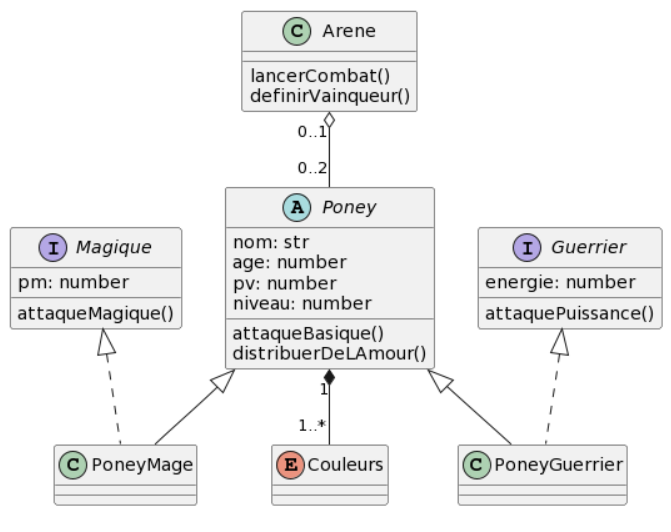 C Arene
lancerCombat()
definirVainqueur()
0..1
0..2
A Poney
nom: str
age: number
pv: number
niveau: number
attaqueBasique()
distribuerDeLAmour()
I Magique
pm: number
attaqueMagique()
I Guerrier
energie: number
attaquePuissance()
1
1..*
C PoneyMage
E Couleurs
C PoneyGuerrier